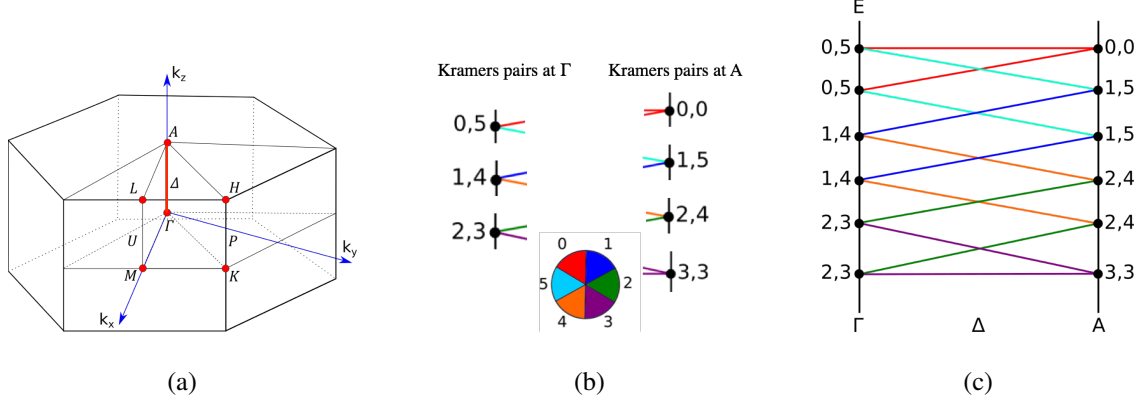 k_z
A
L
Δ
H
Γ
U
P
k_y
M
K
k_x
(a)
Kramers pairs at Γ
Kramers pairs at A
0,5
0,0
1,4
1,5
2,3
2,4
3,3
0
1
5
2
4
3
(b)
E
0,5
0,0
0,5
1,5
1,4
1,5
1,4
2,4
2,3
2,4
2,3
3,3
Γ
Δ
A
(c)